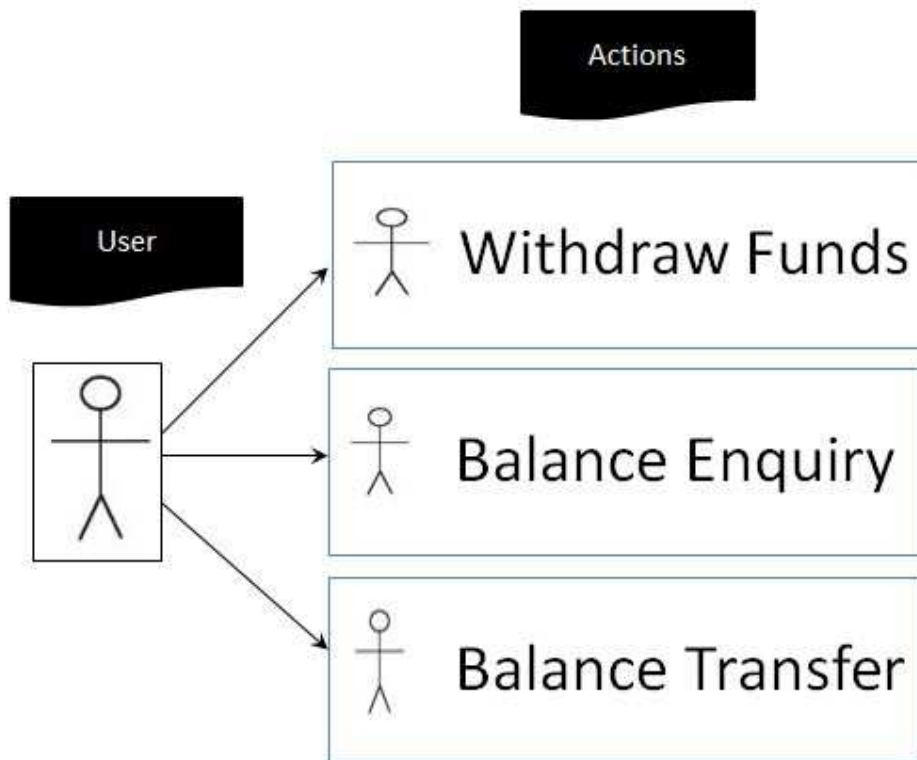 Actions
User
Withdraw Funds
Balance Enquiry
Balance Transfer